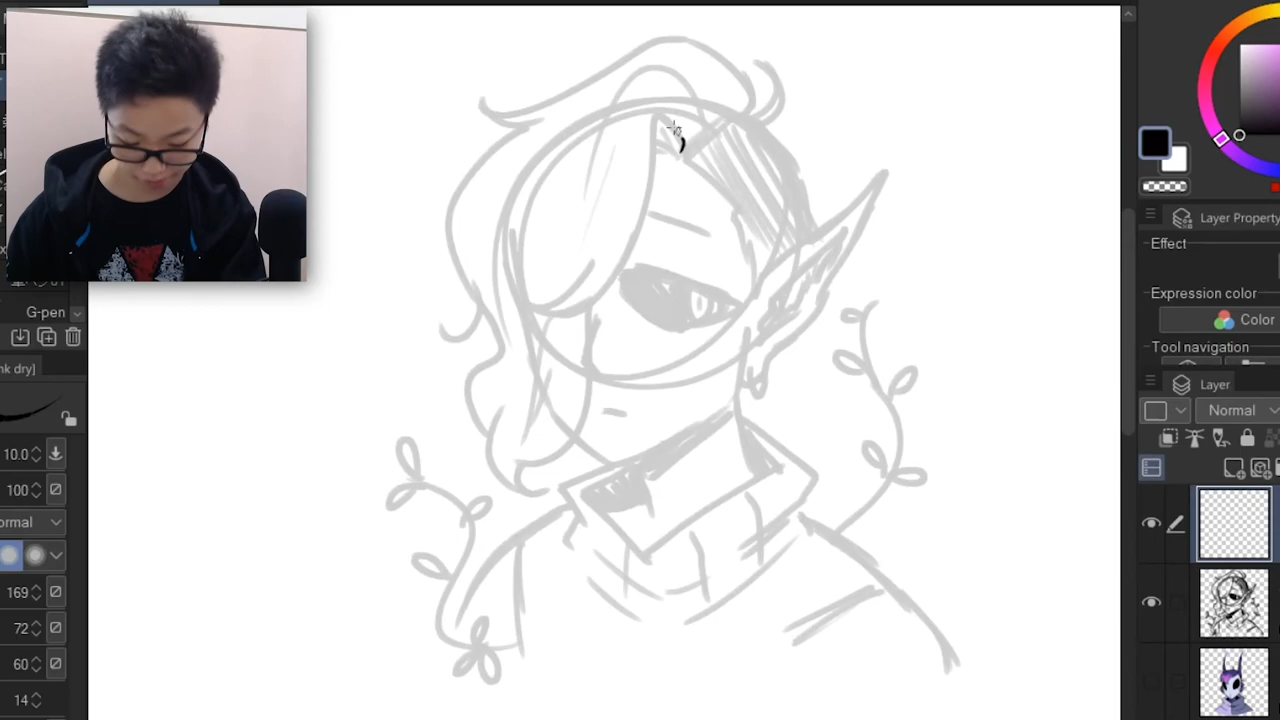 G-pen
nk dry]
10.0
100
ormal
169
72
60
14
Layer Property
Effect
Expression color
Color
Tool navigation
Layer
Normal